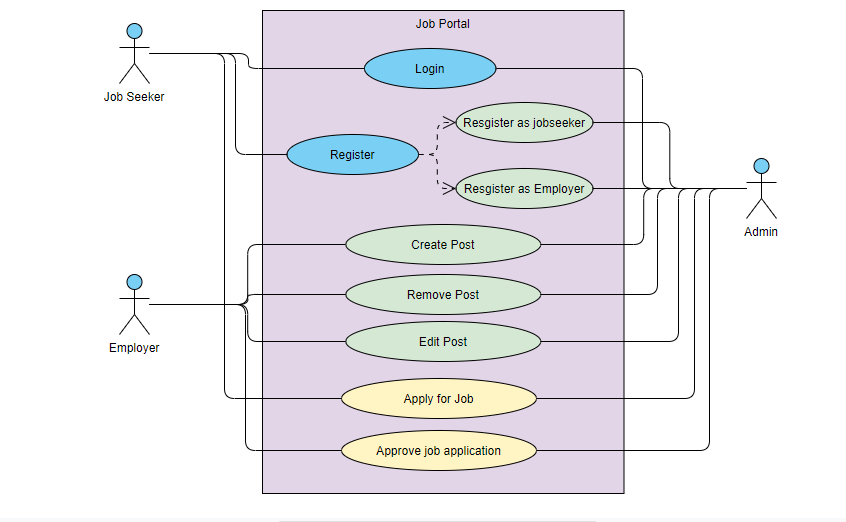 Job Portal
Login
Job Seeker
Resgister as jobseeker
Register
Resgister as Employer
Admin
Create Post
Remove Post
Employer
Edit Post
Apply for Job
Approve job application